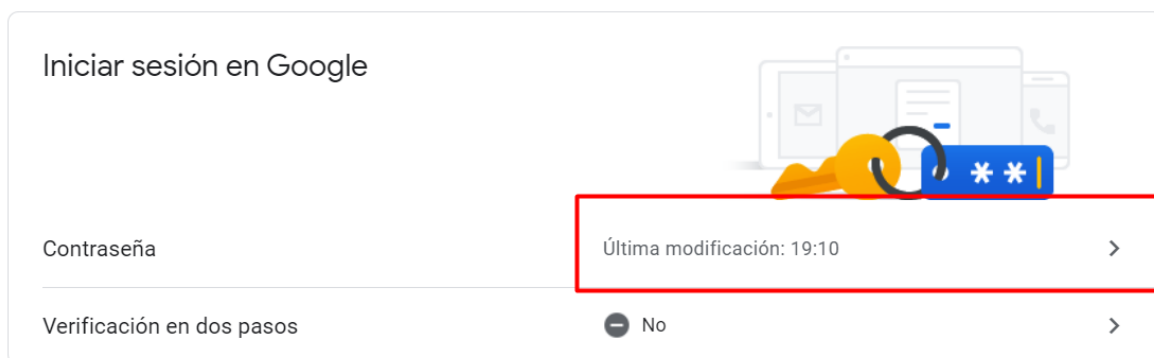 Iniciar sesión en Google
**
Contraseña
Última modificación: 19:10
Verificación en dos pasos
No